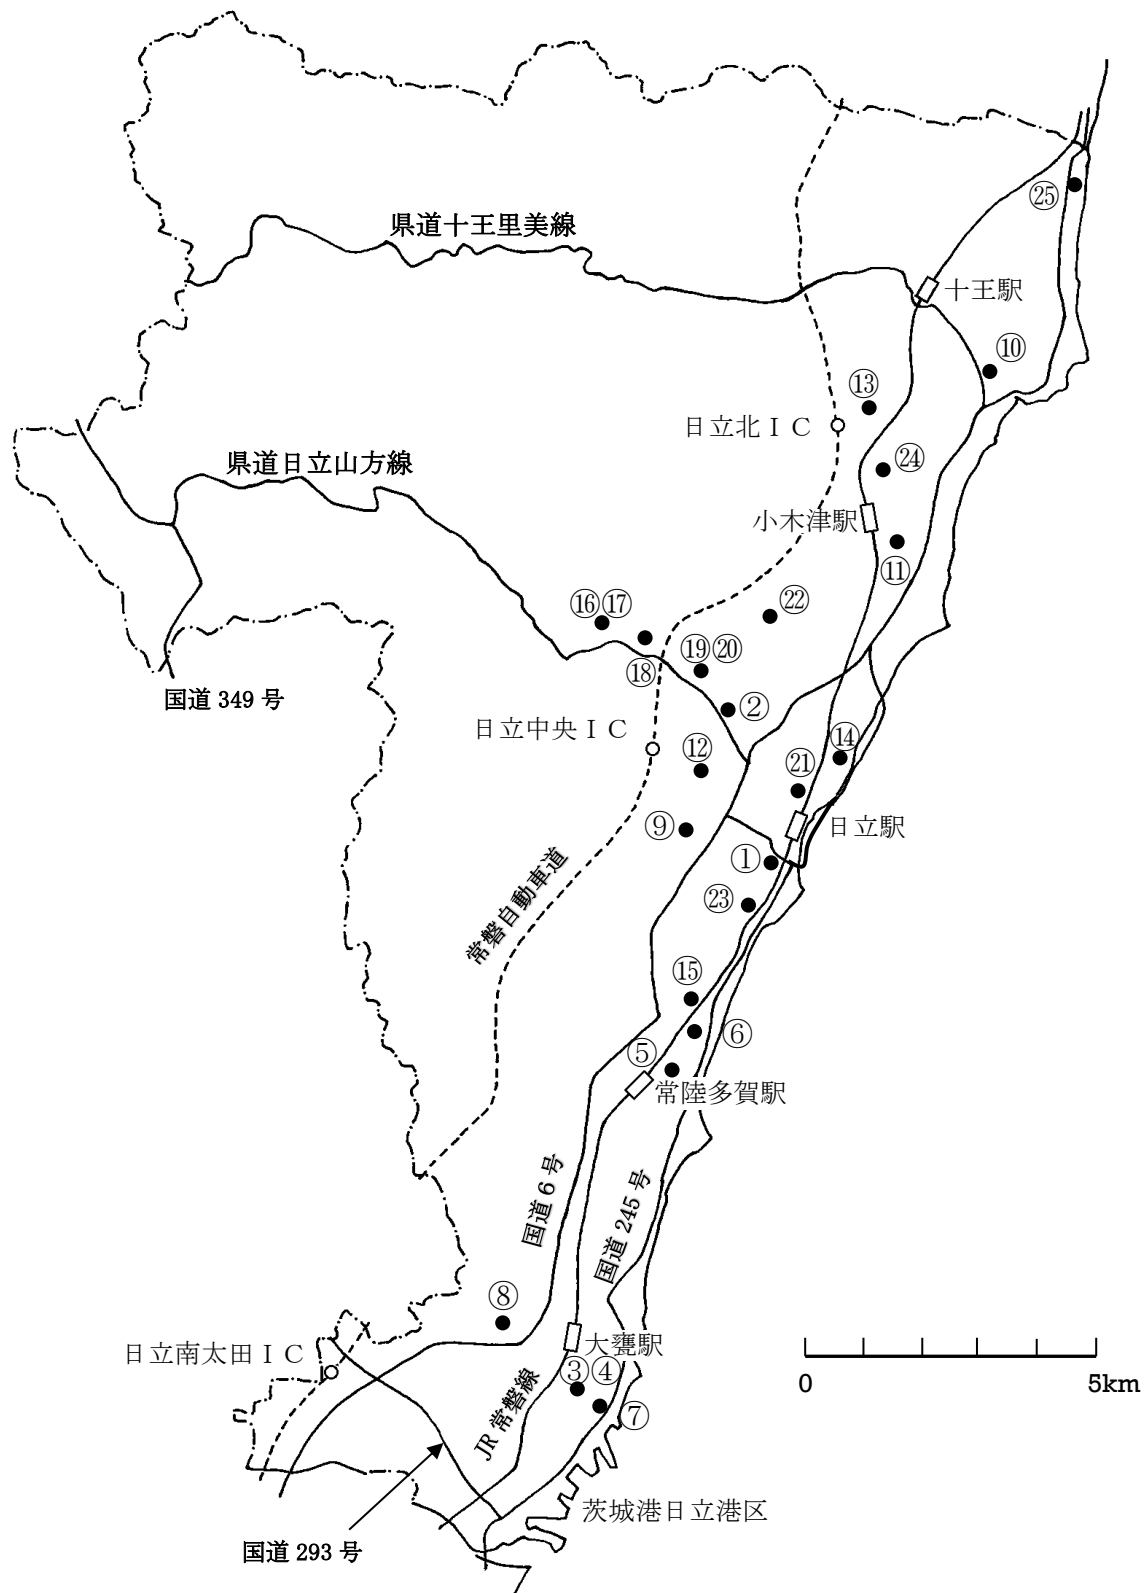 ㉕
県道十王里美線
十王駅
⑩
⑬
日立北ＩＣ
県道日立山方線
㉔
小木津駅
⑪
⑯⑰
㉒
⑱
⑲⑳
国道 349 号
②
日立中央ＩＣ
⑫
⑭
㉑
⑨
日立駅
①
常磐自動車道
㉓
⑮
⑥
⑤
常陸多賀駅
国道 6 号
国道 245 号
⑧
日立南太田ＩＣ
大甕駅
③④
0
5km
JR 常磐線
⑦
茨城港日立港区
国道 293 号